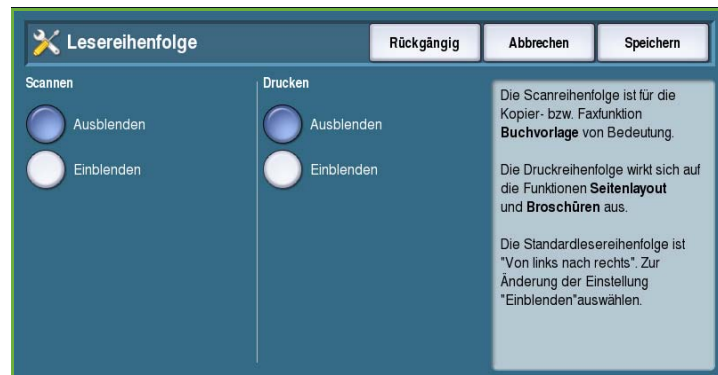 Lesereihenfolge
Rückgängig
Abbrechen
Speichern
Scannen
Ausblenden
Einblenden
Drucken
Ausblenden
Einblenden
Die Scanreihenfolge ist für die
Kopier- bzw. Faxfunktion
Buchvorlage von Bedeutung.
Die Druckreihenfolge wirkt sich auf
die Funktionen Seitenlayout
und Broschüren aus.
Die Standardlesereihenfolge ist
"Von links nach rechts". Zur
Änderung der Einstellung
"Einblenden"auswählen.